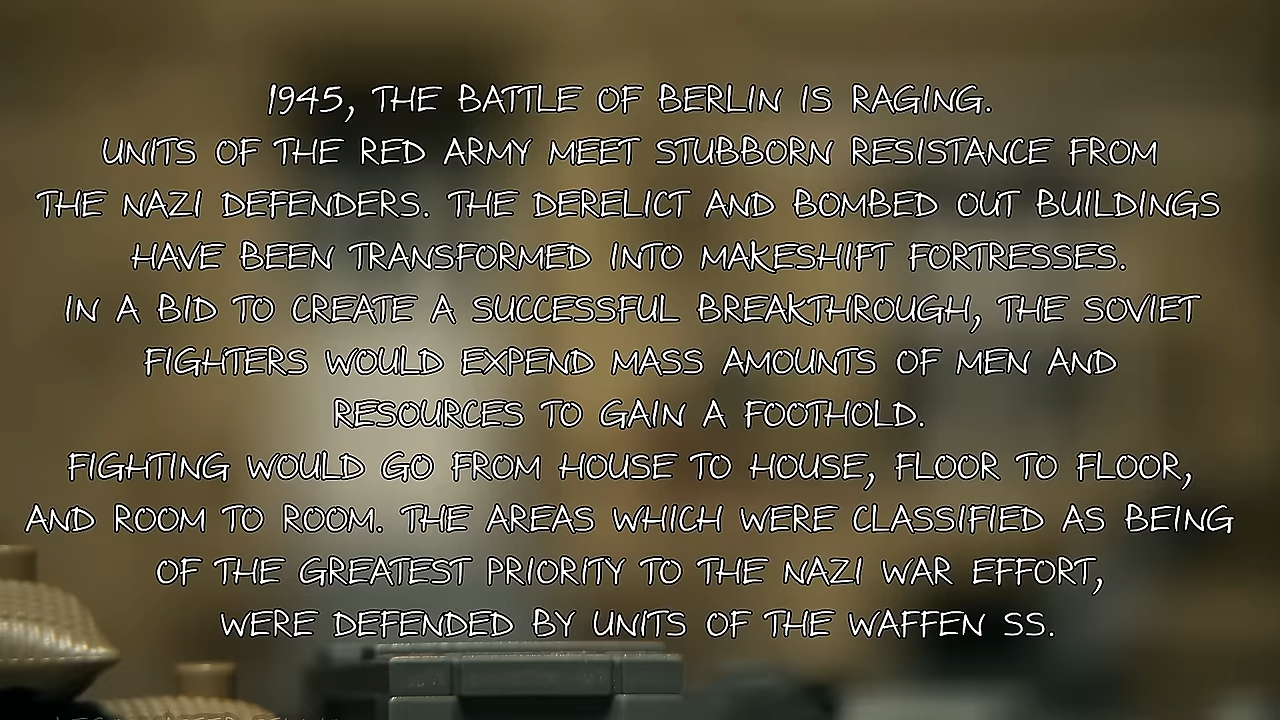 1945, THE BATTLE OF BERLIN IS RAGING.
UNITS OF THE RED ARMY MEET STUBBORN RESISTANCE FROM
THE NAZI DEFENDERS. THE DERELICT AND BOMBED OUT BUILDINGS
HAVE BEEN TRANSFORMED INTO MAKESHIFT FORTRESSES.
IN A BID TO CREATE A SUCCESSFUL BREAKTHROUGH, THE SOVIET
FIGHTERS WOULD EXPEND MASS AMOUNTS OF MEN AND
RESOURCES TO GAIN A FOOTHOLD.
FIGHTING WOULD GO FROM HOUSE TO HOUSE, FLOOR TO FLOOR,
AND ROOM TO ROOM. THE AREAS WHICH WERE CLASSIFIED AS BEING
OF THE GREATEST PRIORITY TO THE NAZI WAR EFFORT,
WERE DEFENDED BY UNITS OF THE WAFFEN SS.